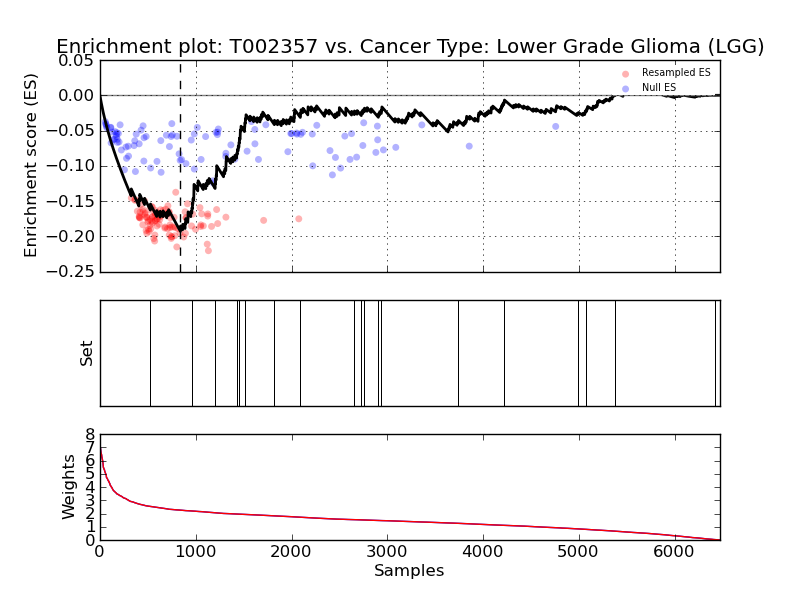 Enrichment plot: T002357 vs. Cancer Type: Lower Grade Glioma (LGG)
Enrichment score (ES)
0.05
0.00
−0.05
−0.10
−0.15
−0.20
−0.25
Resampled ES
Null ES
Set
Weights
8
7
6
5
4
3
2
1
0
0 1000 2000 3000 4000 5000 6000
Samples